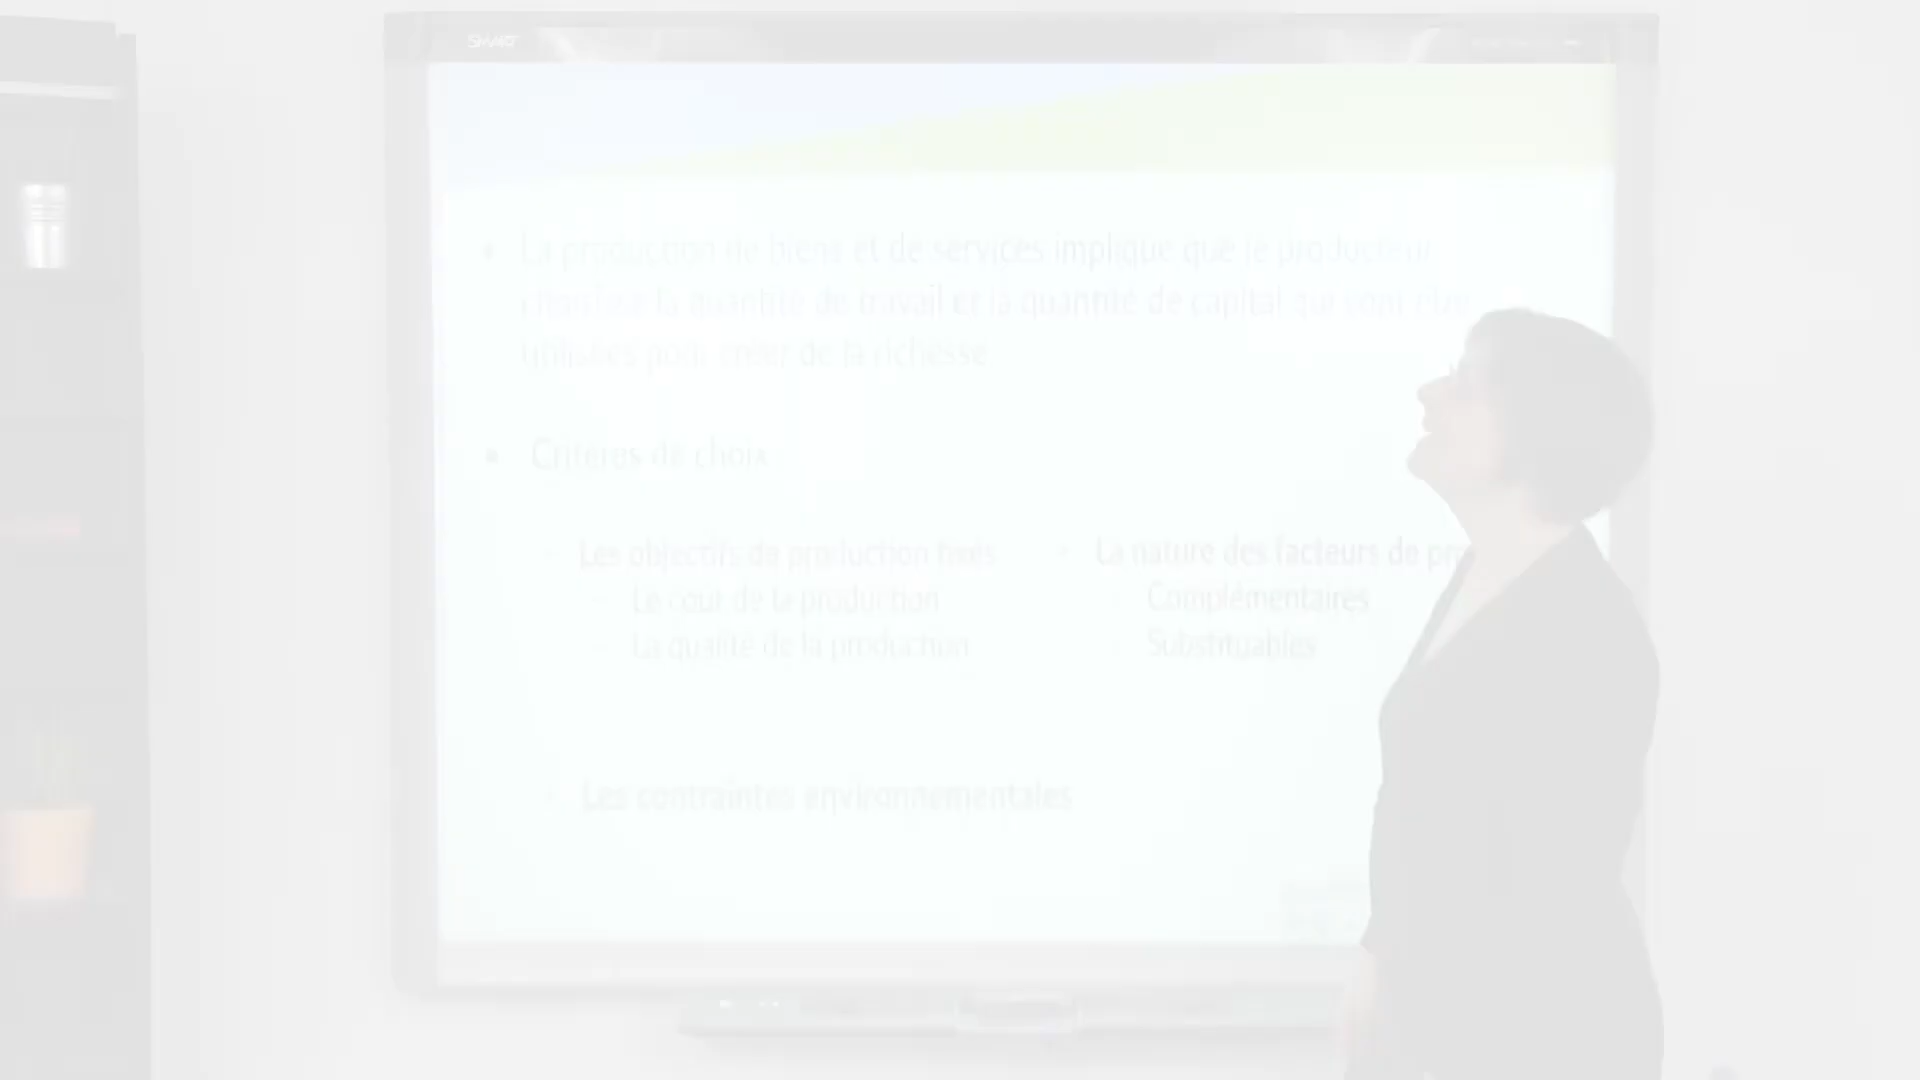 SMART
La production de biens et de services implique que le producteur
choisisse la quantité de travail et la quantité de capital qui vont être
utilisées pour créer de la richesse
Critères de choix
Les objectifs de production fixés
Le coût de la production
La qualité de la production
La nature des facteurs de pro
Complémentaires
Substituables
Les contraintes environnementales